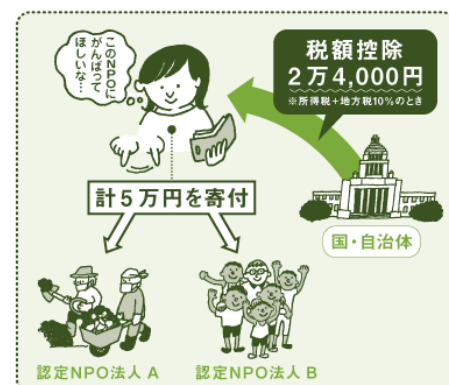 このNPOに
がんばって
ほしいな…
税額控除
2万4,000円
※所得税+地方税10%のとき
計5万円を寄付
国・自治体
認定NPO法人 A
認定NPO法人 B